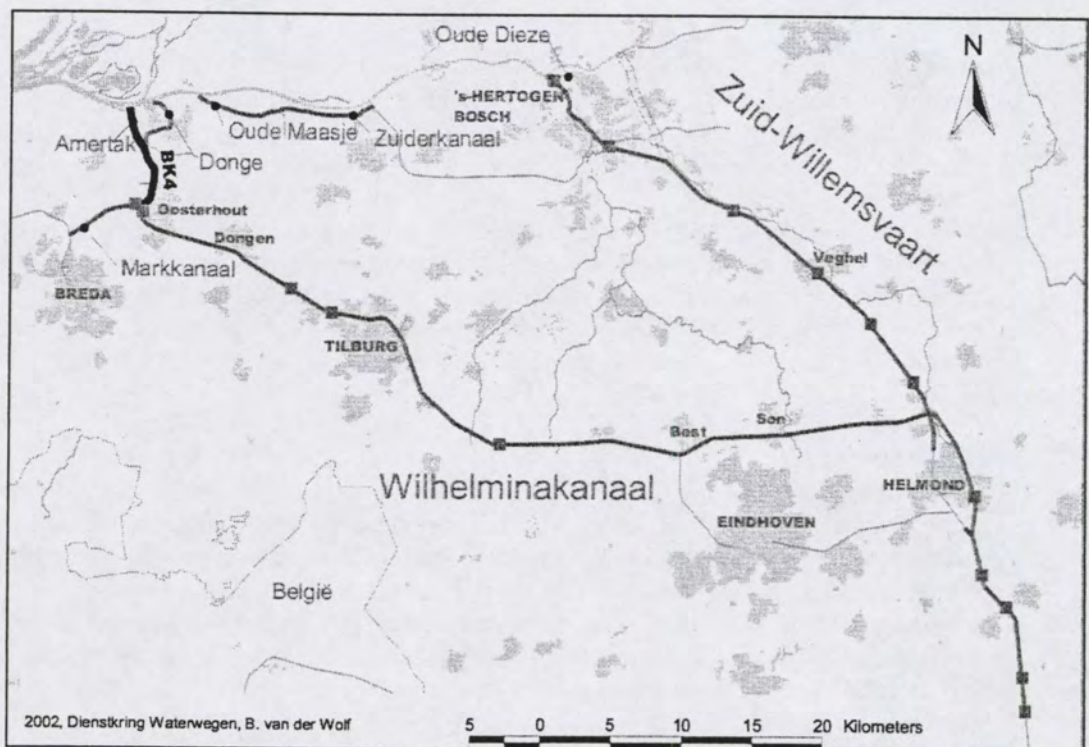 Oude Dieze
N
's-HERTOGEN
BOSCH
Zuid-Willemsvaart
Amertak
BK4
Donge
Oude Maasje
Zuiderkanaal
Oosterhout
Dongen
Markkanaal
BREDA
Veghel
TILBURG
Best
Son
Wilhelminakanaal
HELMOND
EINDHOVEN
België
2002, Dienstkring Waterwegen, B. van der Wolf
5 0 5 10 15 20 Kilometers